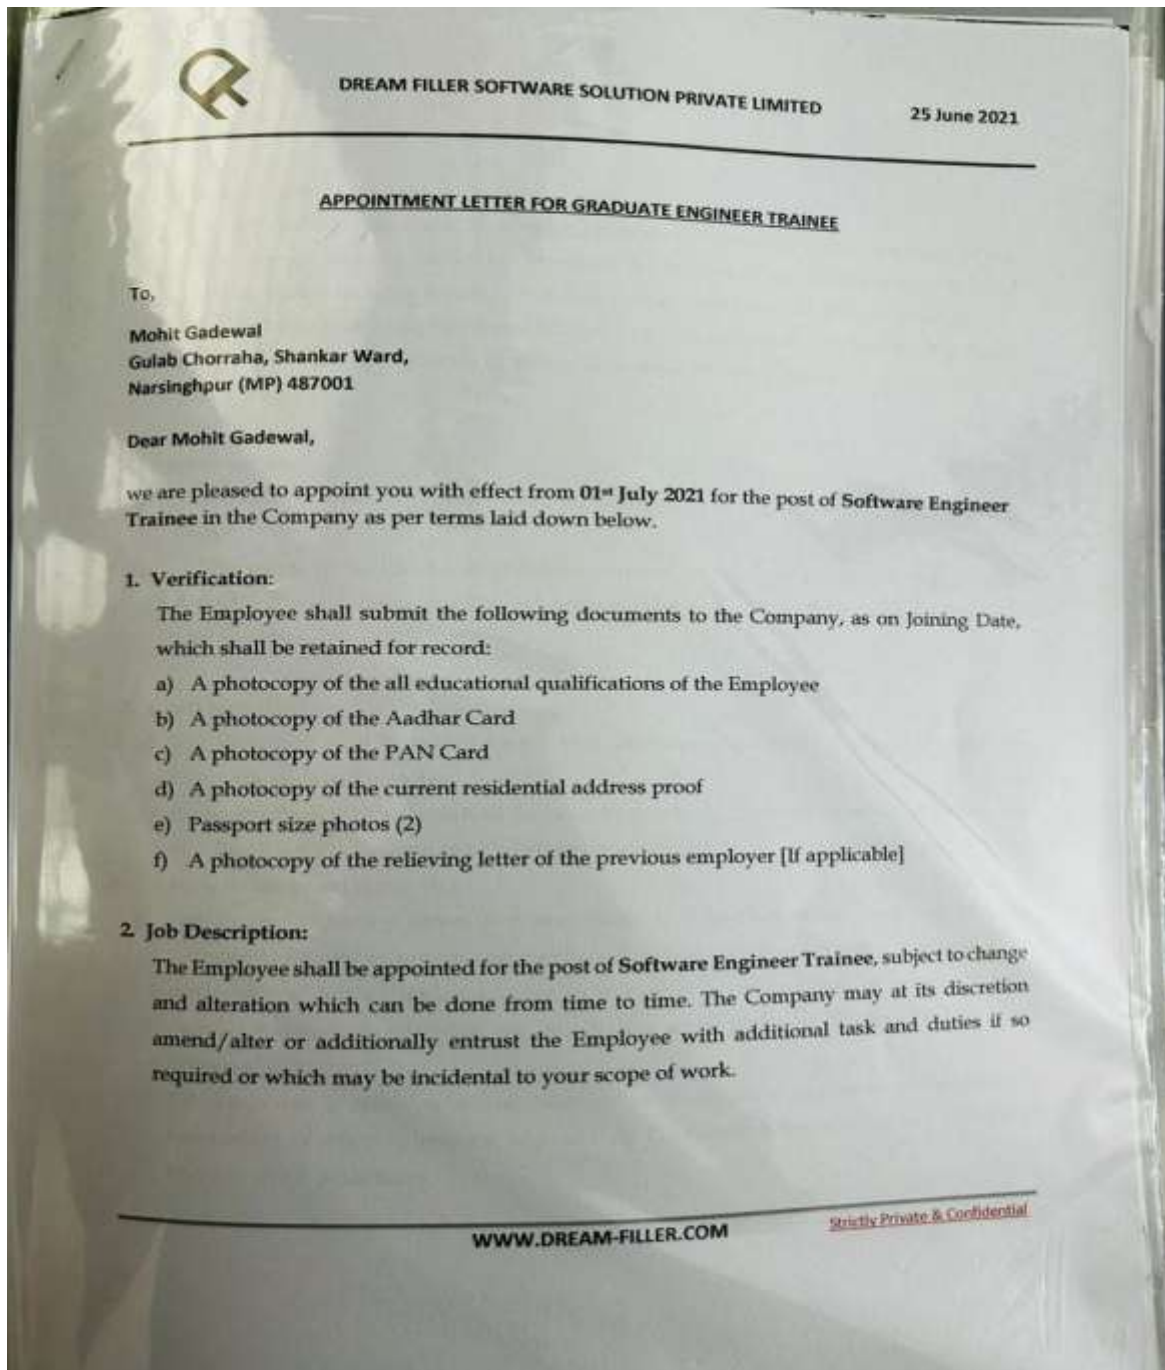 DREAM FILLER SOFTWARE SOLUTION PRIVATE LIMITED
25 June 2021
APPOINTMENT LETTER FOR GRADUATE ENGINEER TRAINEE
To,
Mohit Gadewal
Gulab Chorraha, Shankar Ward,
Narsinghpur (MP) 487001
Dear Mohit Gadewal,
we are pleased to appoint you with effect from 01st July 2021 for the post of Software Engineer
Trainee in the Company as per terms laid down below.
1. Verification:
The Employee shall submit the following documents to the Company, as on Joining Date,
which shall be retained for record:
a) A photocopy of the all educational qualifications of the Employee
b) A photocopy of the Aadhar Card
c) A photocopy of the PAN Card
d) A photocopy of the current residential address proof
e) Passport size photos (2)
f) A photocopy of the relieving letter of the previous employer [If applicable]
2. Job Description:
The Employee shall be appointed for the post of Software Engineer Trainee, subject to change
and alteration which can be done from time to time. The Company may at its discretion
amend/alter or additionally entrust the Employee with additional task and duties if so
required or which may be incidental to your scope of work.
WWW.DREAM-FILLER.COM
Strictly Private & Confidential